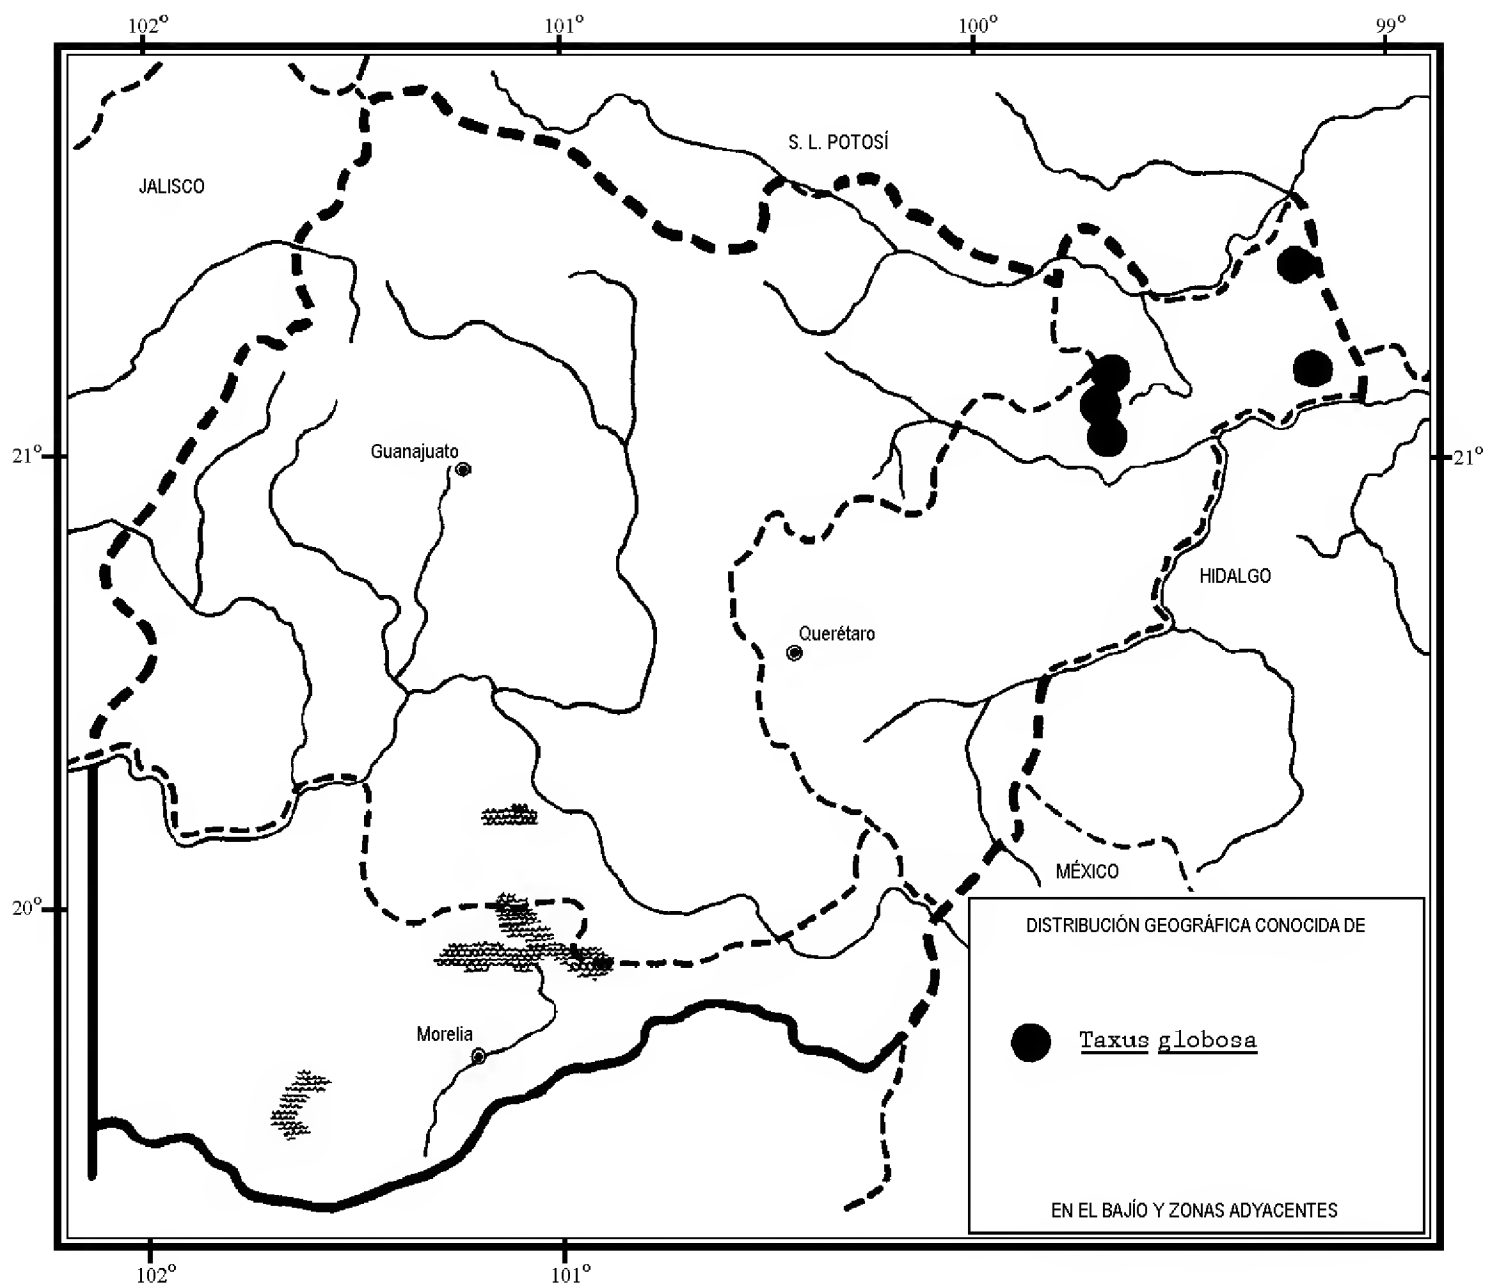 102° 101° 100° 99°
S. L. POTOSÍ
JALISCO
Guanajuato
21° 21°
HIDALGO
Querétaro
MÉXICO
20°
DISTRIBUCIÓN GEOGRÁFICA CONOCIDA DE
Morelia
Taxus globosa
EN EL BAJÍO Y ZONAS ADYACENTES
102° 101°